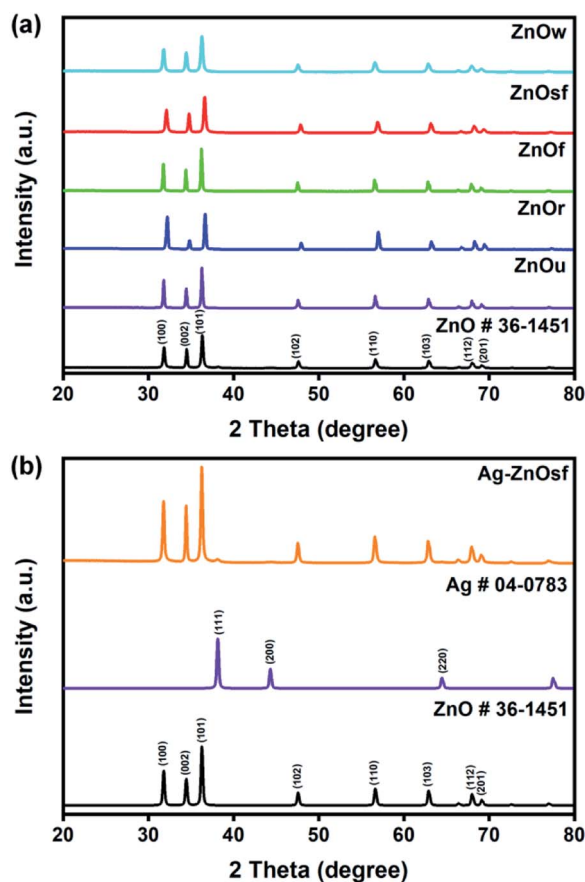 (a)
ZnOw
ZnOsf
ZnOf
ZnOr
ZnOu
ZnO # 36-1451
(100)
(002)
(101)
(102)
(110)
(103)
(112)
(201)
Intensity (a.u.)
20 30 40 50 60 70 80
2 Theta (degree)
(b)
Ag-ZnOsf
Ag # 04-0783
(111)
(200)
(220)
ZnO # 36-1451
(100)
(002)
(101)
(102)
(110)
(103)
(112)
(201)
Intensity (a.u.)
20 30 40 50 60 70 80
2 Theta (degree)